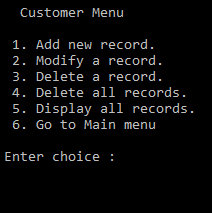 Customer Menu
1. Add new record.
2. Modify a record.
3. Delete a record.
4. Delete all records.
5. Display all records.
6. Go to Main menu
Enter choice :